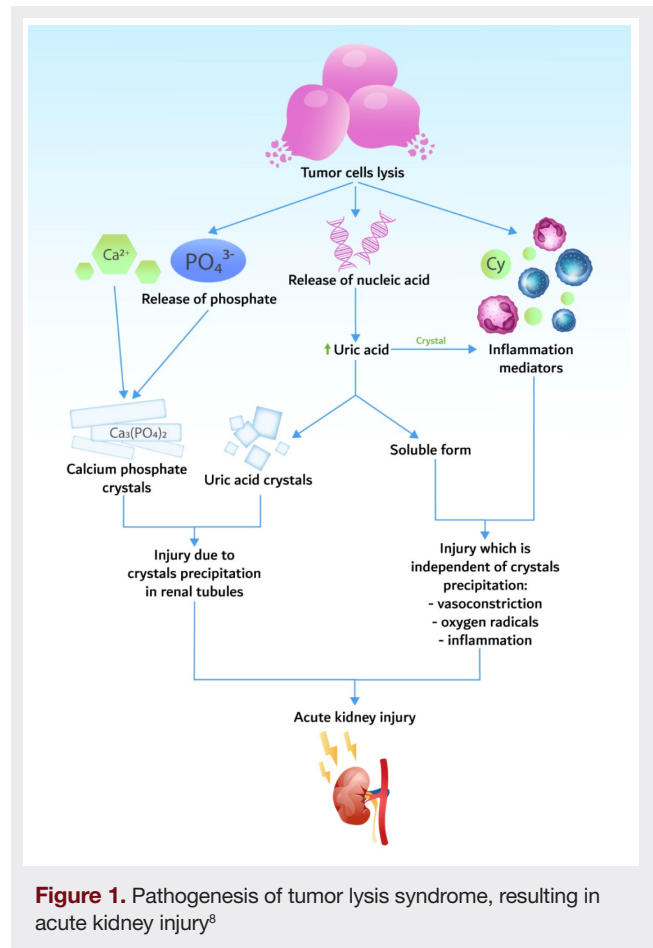 Tumor cells lysis
Ca²⁺
PO₄³⁻
Release of phosphate
Release of nucleic acid
Cy
↑ Uric acid
Crystal
Inflammation
mediators
Ca₃(PO₄)₂
Calcium phosphate
crystals
Uric acid crystals
Soluble form
Injury due to
crystals precipitation
in renal tubules
Injury which is
independent of crystals
precipitation:
- vasoconstriction
- oxygen radicals
- inflammation
Acute kidney injury
Figure 1. Pathogenesis of tumor lysis syndrome, resulting in
acute kidney injury⁸